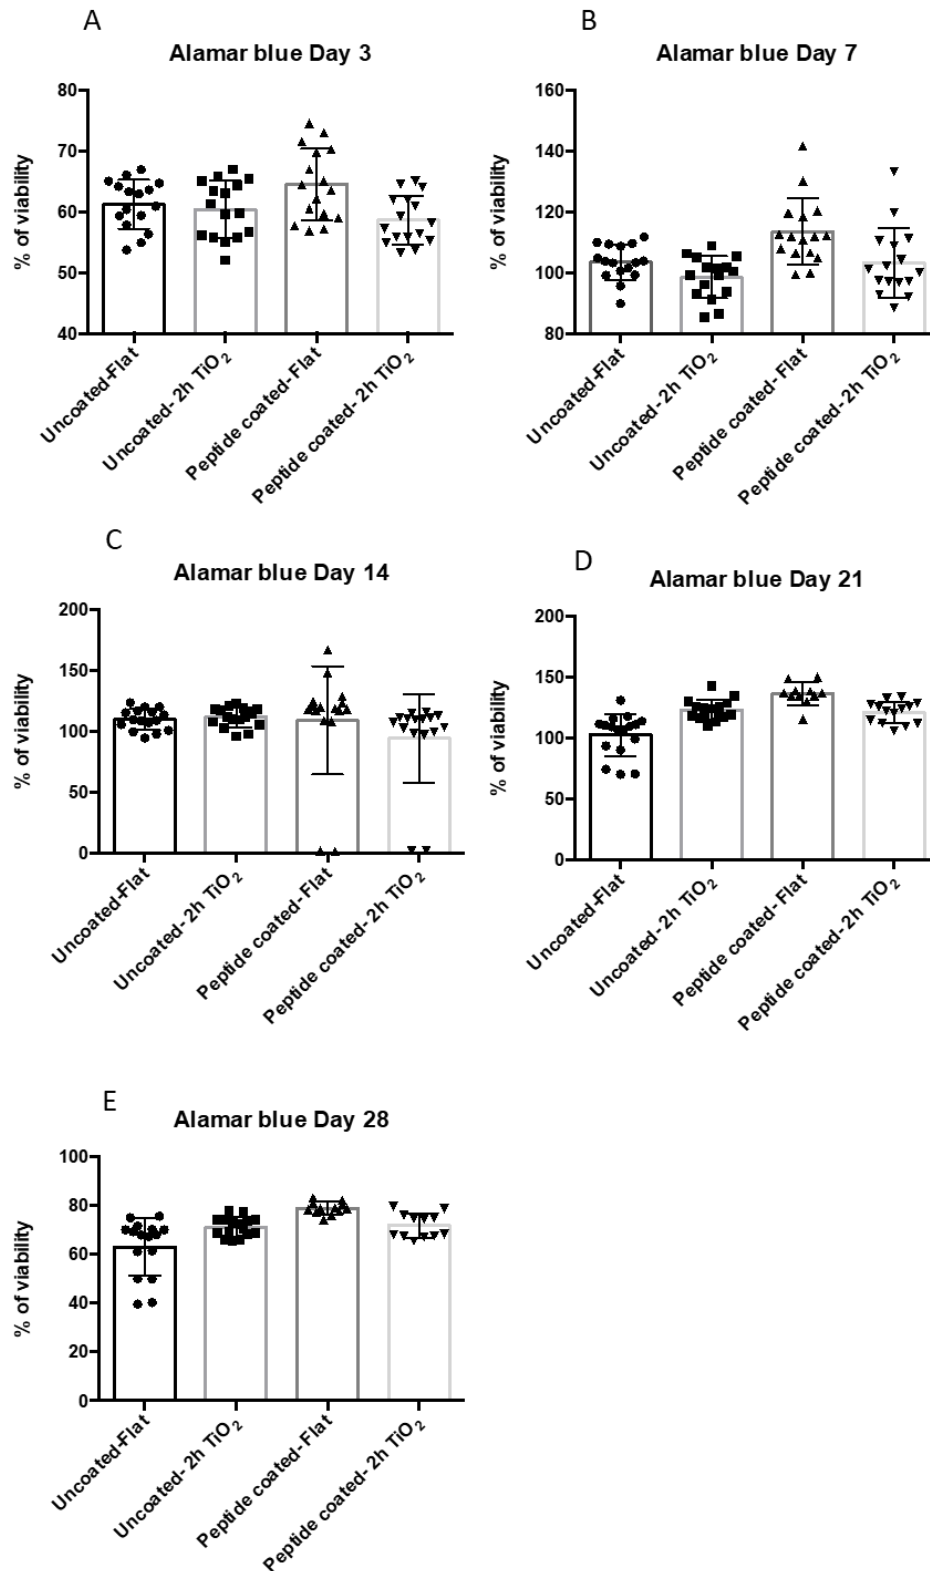 A
Alamar blue Day 3
% of viability
80
70
60
50
40
Uncoated-Flat
Uncoated- 2h TiO2
Peptide coated- Flat
Peptide coated- 2h TiO2
B
Alamar blue Day 7
% of viability
160
140
120
100
80
Uncoated-Flat
Uncoated- 2h TiO2
Peptide coated- Flat
Peptide coated- 2h TiO2
C
Alamar blue Day 14
% of viability
200
150
100
50
0
Uncoated-Flat
Uncoated- 2h TiO2
Peptide coated- Flat
Peptide coated- 2h TiO2
D
Alamar blue Day 21
% of viability
200
150
100
50
0
Uncoated-Flat
Uncoated- 2h TiO2
Peptide coated- Flat
Peptide coated- 2h TiO2
E
Alamar blue Day 28
% of viability
100
80
60
40
20
0
Uncoated-Flat
Uncoated- 2h TiO2
Peptide coated- Flat
Peptide coated- 2h TiO2